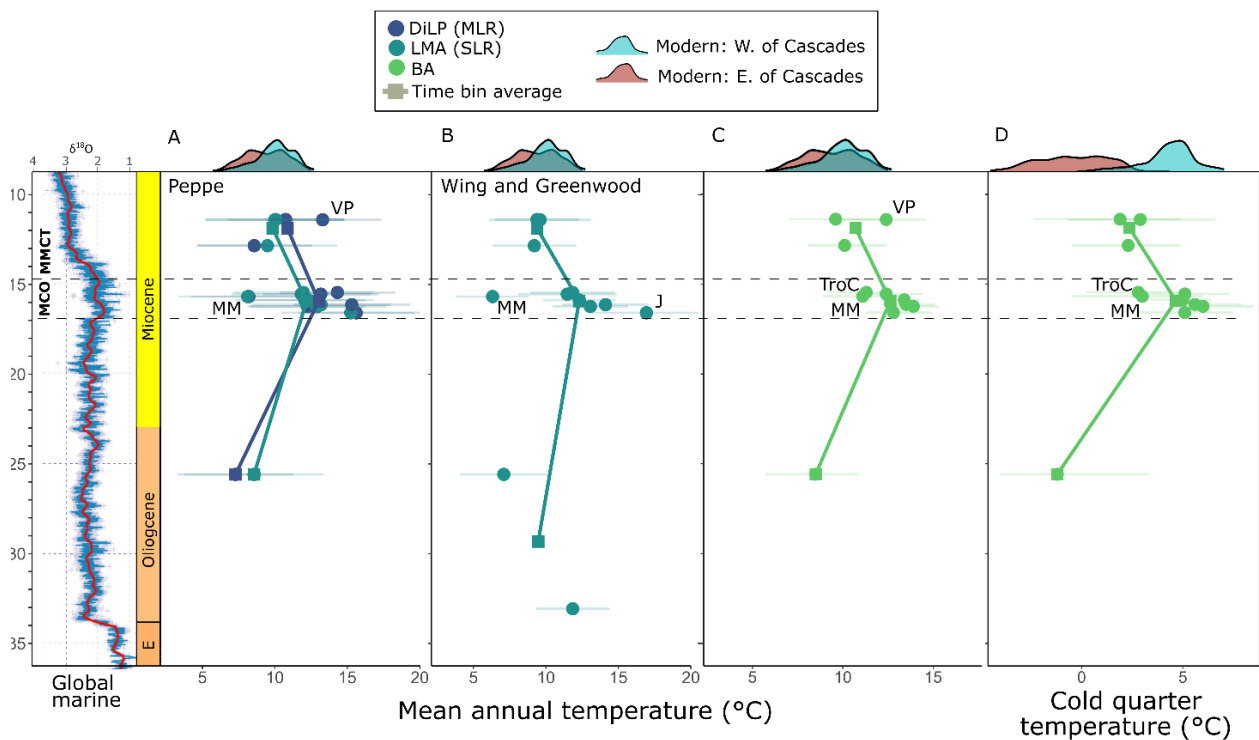 DiLP (MLR)
LMA (SLR)
BA
Time bin average
Modern: W. of Cascades
Modern: E. of Cascades
δ18O
4 3 2 1
A
B
C
D
Peppe
Wing and Greenwood
10
15
20
25
30
35
MCO MMCT
Miocene
Oliogcene
E
VP
MM
MM
J
VP
TroC
MM
TroC
MM
5 10 15 20
5 10 15 20
5 10 15
0 5
Global
marine
Mean annual temperature (°C)
Cold quarter
temperature (°C)